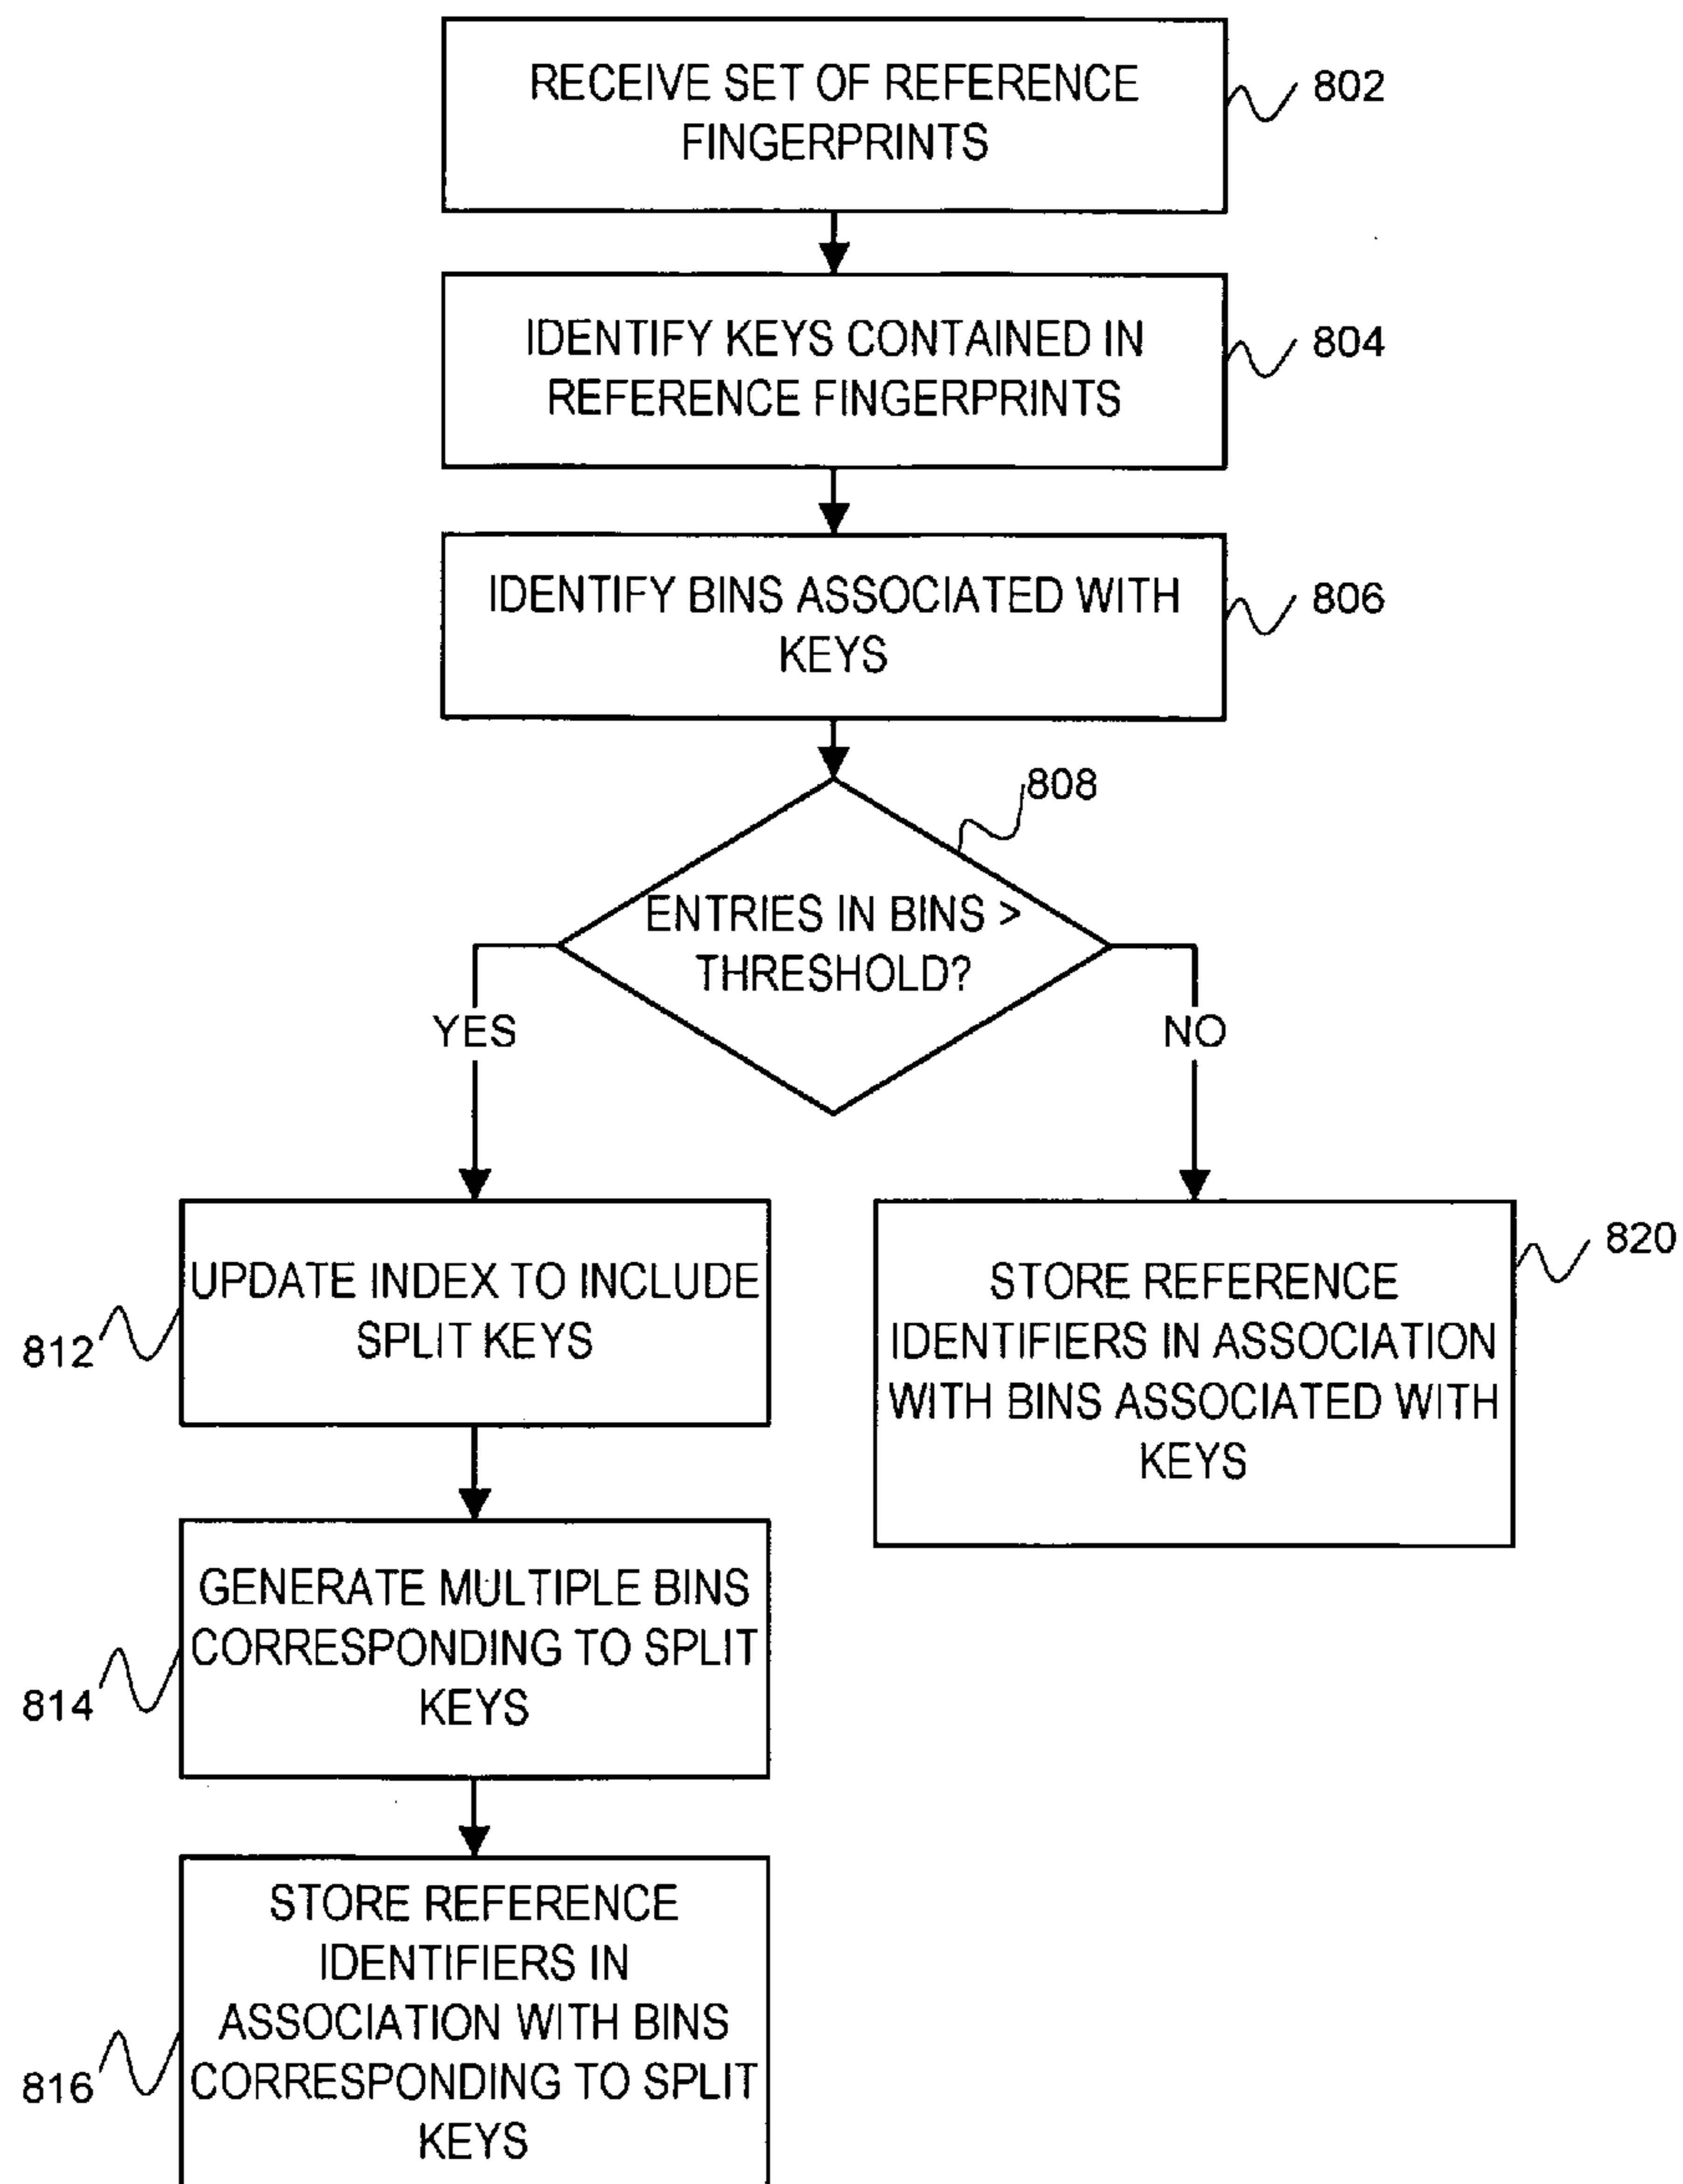 RECEIVE SET OF REFERENCE
FINGERPRINTS
802
IDENTIFY KEYS CONTAINED IN
REFERENCE FINGERPRINTS
804
IDENTIFY BINS ASSOCIATED WITH
KEYS
806
808
ENTRIES IN BINS >
THRESHOLD?
YES
NO
UPDATE INDEX TO INCLUDE
SPLIT KEYS
812
STORE REFERENCE
IDENTIFIERS IN ASSOCIATION
WITH BINS ASSOCIATED WITH
KEYS
820
GENERATE MULTIPLE BINS
CORRESPONDING TO SPLIT
KEYS
814
STORE REFERENCE
IDENTIFIERS IN
ASSOCIATION WITH BINS
CORRESPONDING TO SPLIT
KEYS
816